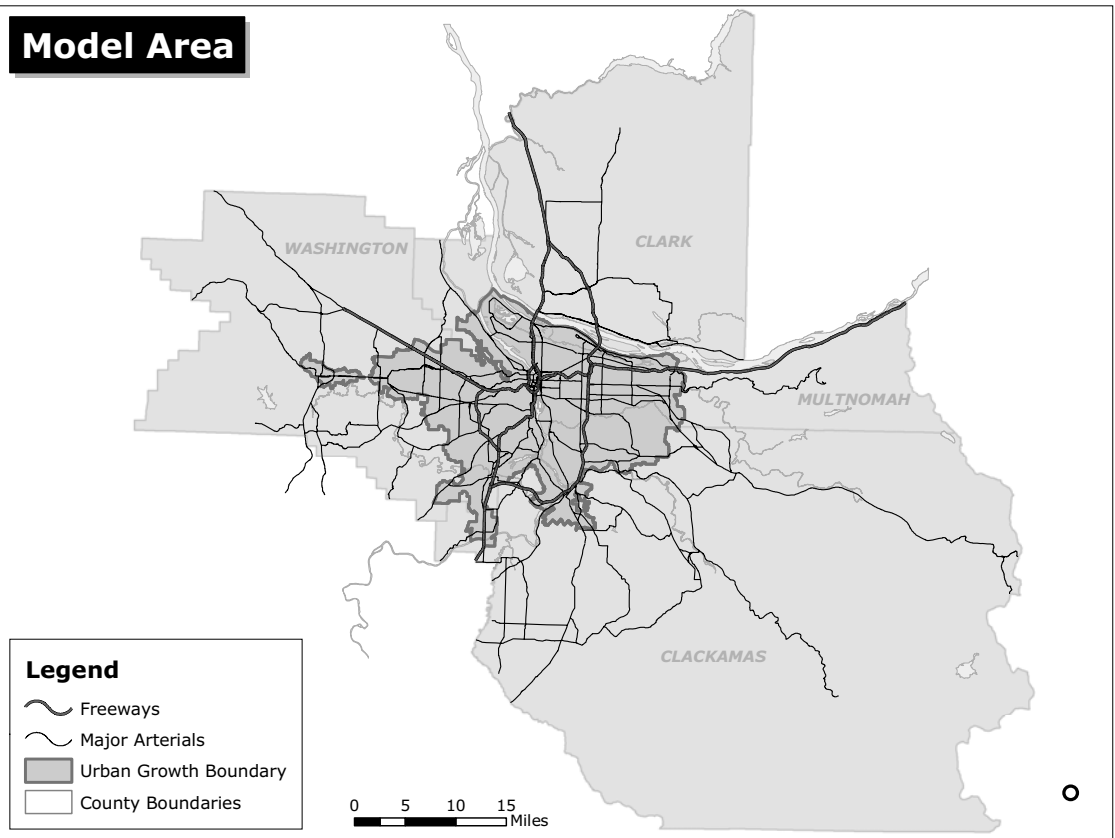 Model Area
WASHINGTON
CLARK
MULTNOMAH
CLACKAMAS
Legend
Freeways
Major Arterials
Urban Growth Boundary
County Boundaries
0 5 10 15
Miles